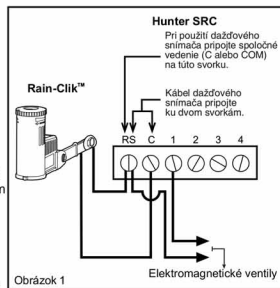 Hunter SRC
Pri použití dažďového
snímača pripojte spoločné
vedenie (C alebo COM)
na túto svorku.
Rain-Clik™
Kábel dažďového
snímača pripojte
ku dvom svorkám.
RS C 1 2 3 4
Elektromagnetické ventily
Obrázok 1